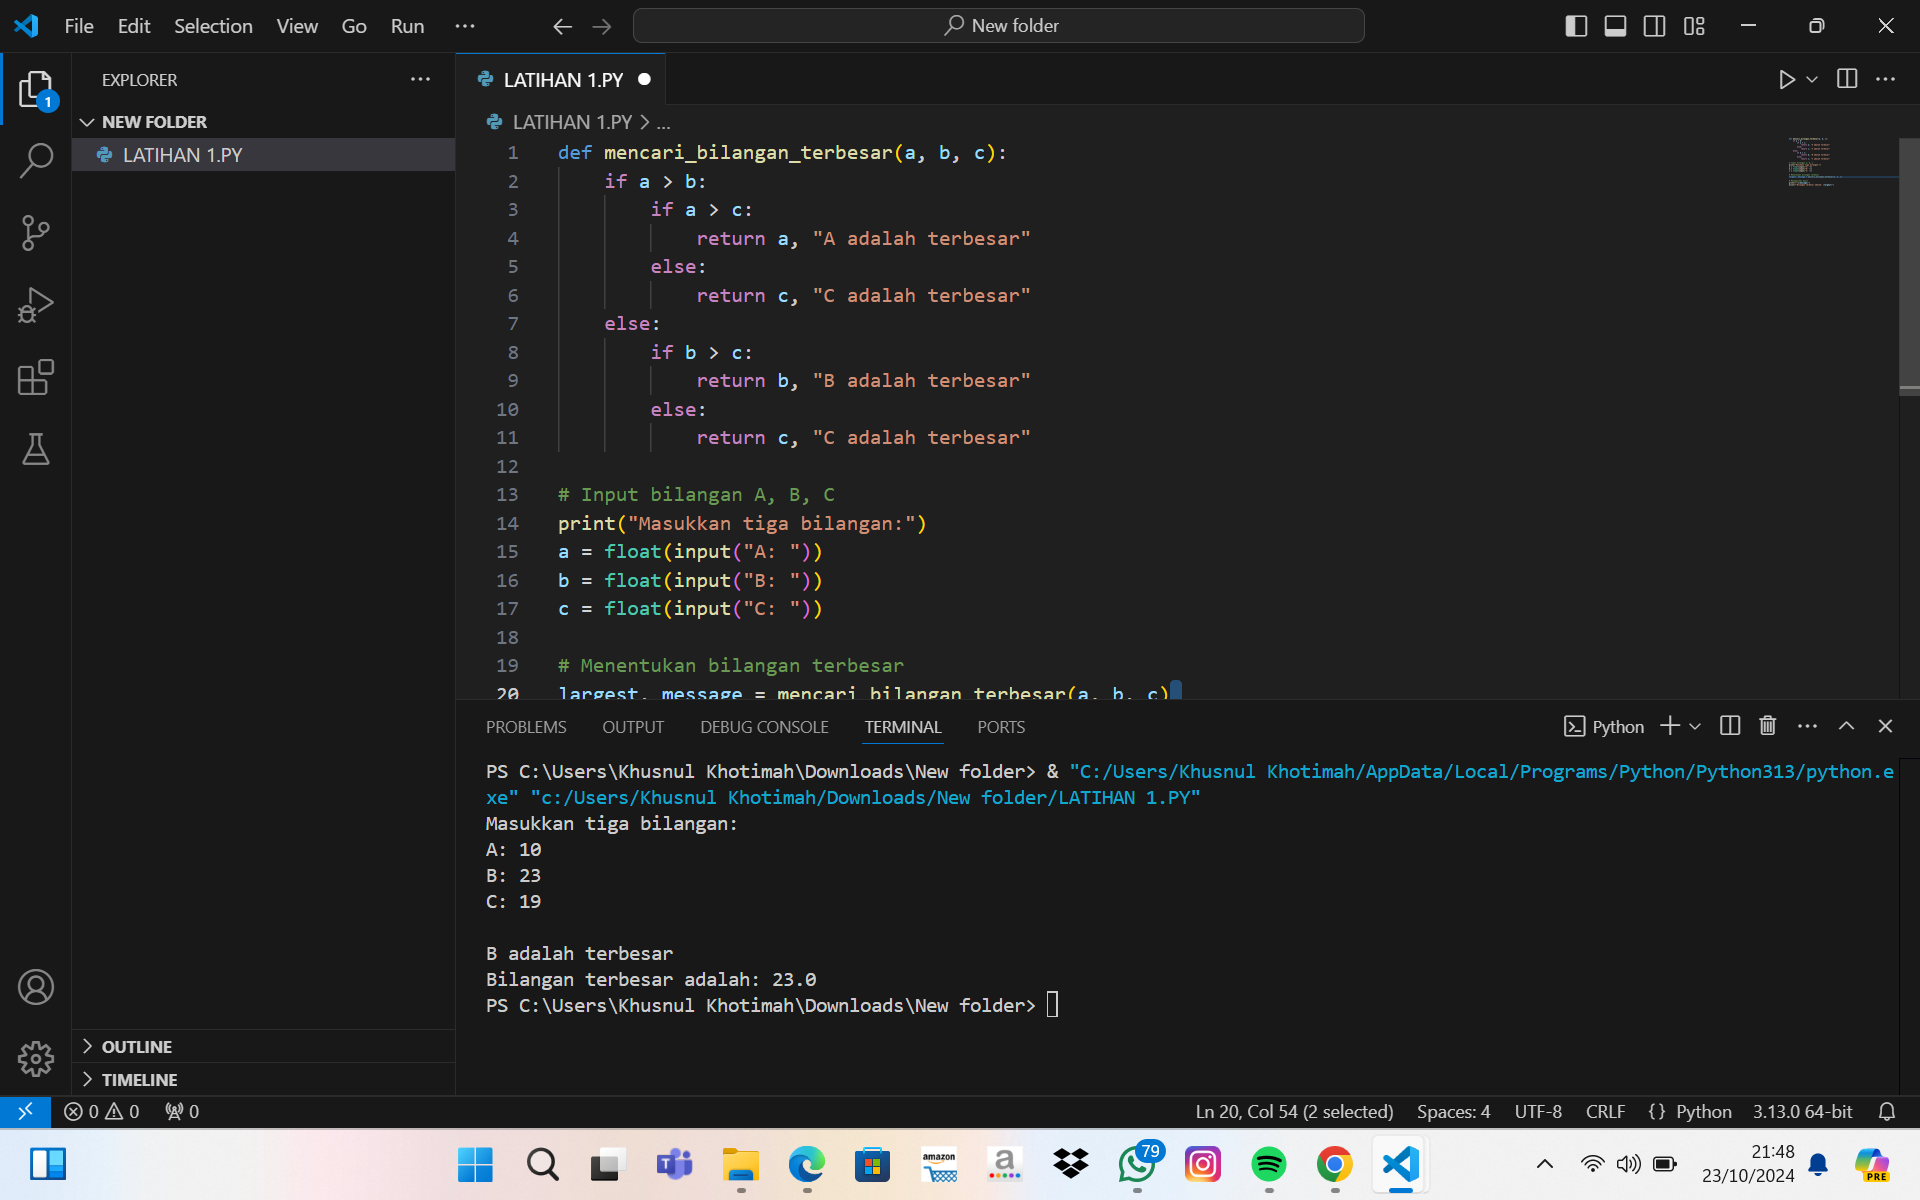 File Edit Selection View Go Run ...
New folder
EXPLORER ...
1
NEW FOLDER
LATIHAN 1.PY
LATIHAN 1.PY
LATIHAN 1.PY > ...
1 def mencari_bilangan_terbesar(a, b, c):
2 if a > b:
3 if a > c:
4 return a, "A adalah terbesar"
5 else:
6 return c, "C adalah terbesar"
7 else:
8 if b > c:
9 return b, "B adalah terbesar"
10 else:
11 return c, "C adalah terbesar"
12
13 # Input bilangan A, B, C
14 print("Masukkan tiga bilangan:")
15 a = float(input("A: "))
16 b = float(input("B: "))
17 c = float(input("C: "))
18
19 # Menentukan bilangan terbesar
20 largest, message = mencari_bilangan_terbesar(a, b, c)
PROBLEMS OUTPUT DEBUG CONSOLE TERMINAL PORTS
Python
PS C:\Users\Khusnul Khotimah\Downloads\New folder> & "C:/Users/Khusnul Khotimah/AppData/Local/Programs/Python/Python313/python.e
xe" "c:/Users/Khusnul Khotimah/Downloads/New folder/LATIHAN 1.PY"
Masukkan tiga bilangan:
A: 10
B: 23
C: 19
B adalah terbesar
Bilangan terbesar adalah: 23.0
PS C:\Users\Khusnul Khotimah\Downloads\New folder>
OUTLINE
TIMELINE
0 0 0
Ln 20, Col 54 (2 selected) Spaces: 4 UTF-8 CRLF {} Python 3.13.0 64-bit
amazon
a
79
21:48
23/10/2024
PRE